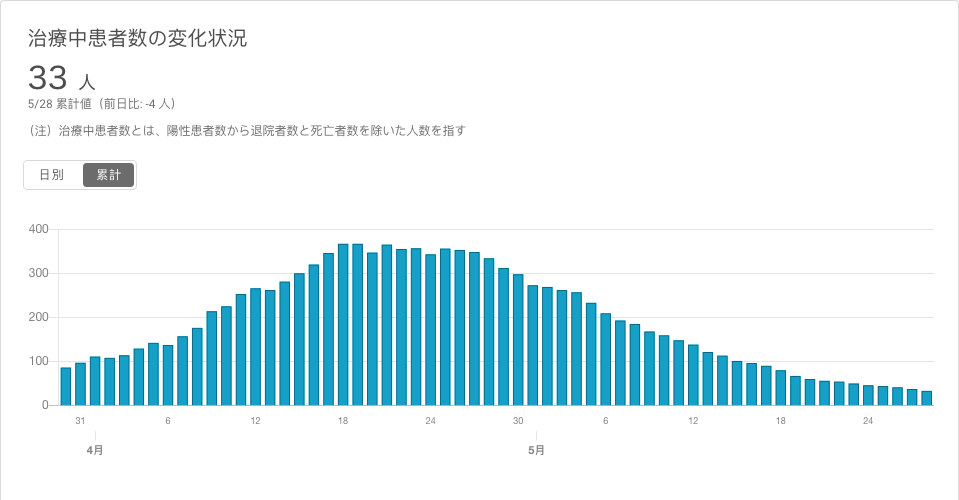 治療中患者数の変化状況
33 人
5/28 累計値（前日比: -4 人）
（注）治療中患者数とは、陽性患者数から退院者数と死亡者数を除いた人数を指す
日別 累計
400
300
200
100
0
31 6 12 18 24 30 6 12 18 24
4月 5月